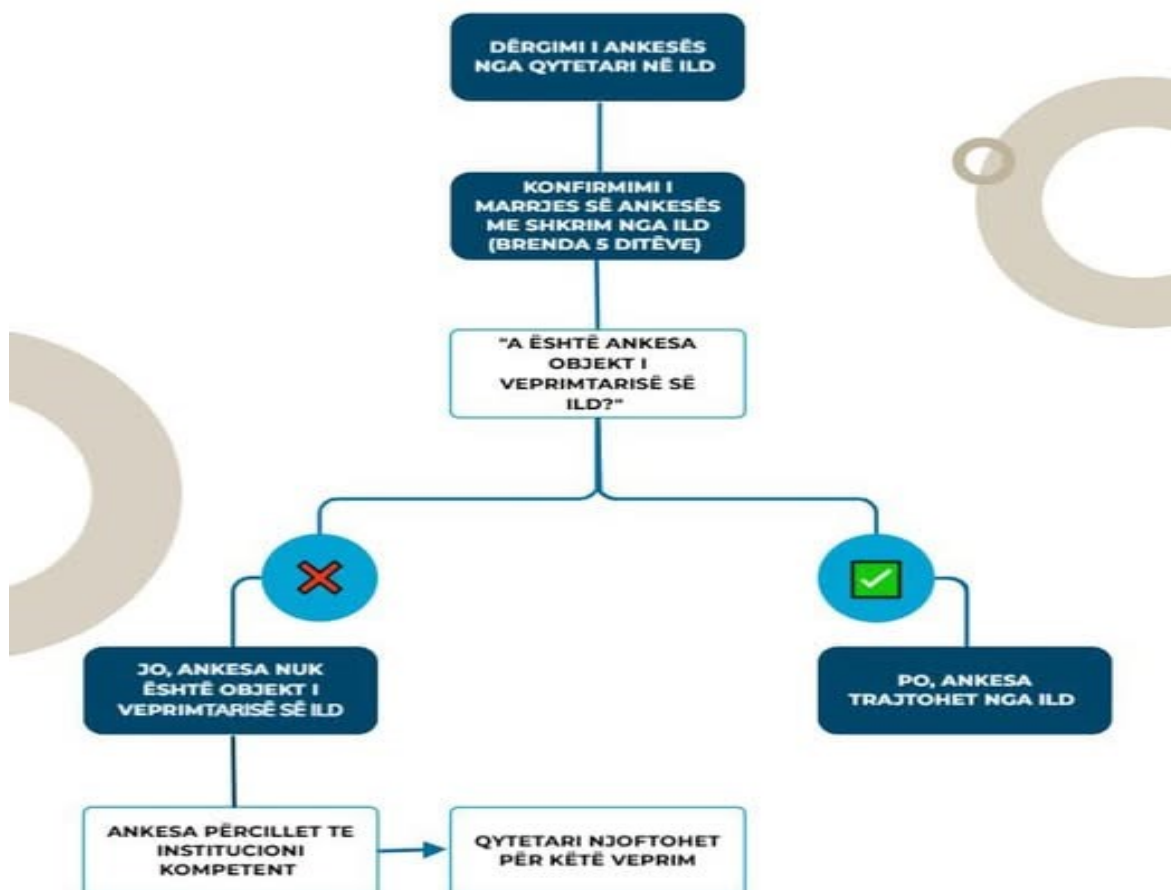 DËRGIMI I ANKESËS
NGA QYTETARI NË ILD
KONFIRMIMI I
MARRJES SË ANKESËS
ME SHKRIM NGA ILD
(BRENDA 5 DITËVE)
"A ËSHTË ANKESA
OBJEKT I
VEPRIMTARISË SË
ILD?"
JO, ANKESA NUK
ËSHTË OBJEKT I
VEPRIMTARISË SË ILD
PO, ANKESA
TRAJTOHET NGA ILD
ANKESA PËRCILLET TE
INSTITUCIONI
KOMPETENT
QYTETARI NJOFTOHET
PËR KËTË VEPRIM